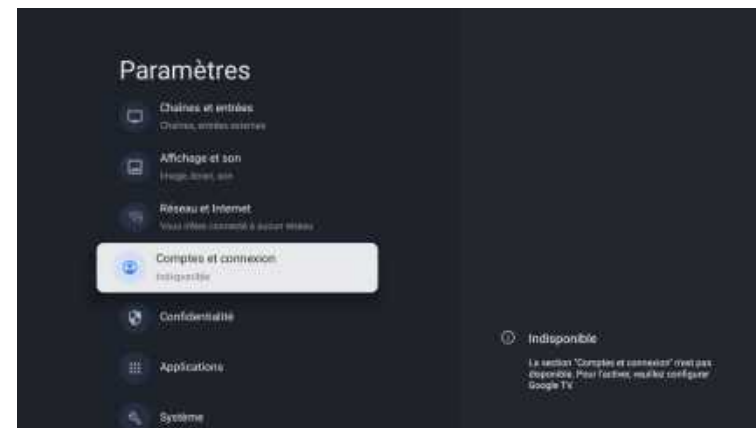 Paramètres
Chaînes et entrées
Chaînes, entrées externes
Affichage et son
Image, écran, son
Réseau et Internet
Vous n'êtes connecté à aucun réseau
Comptes et connexion
Indisponible
Confidentialité
Applications
Système
Indisponible
La section "Comptes et connexion" n'est pas
disponible. Pour l'activer, veuillez configurer
Google TV.